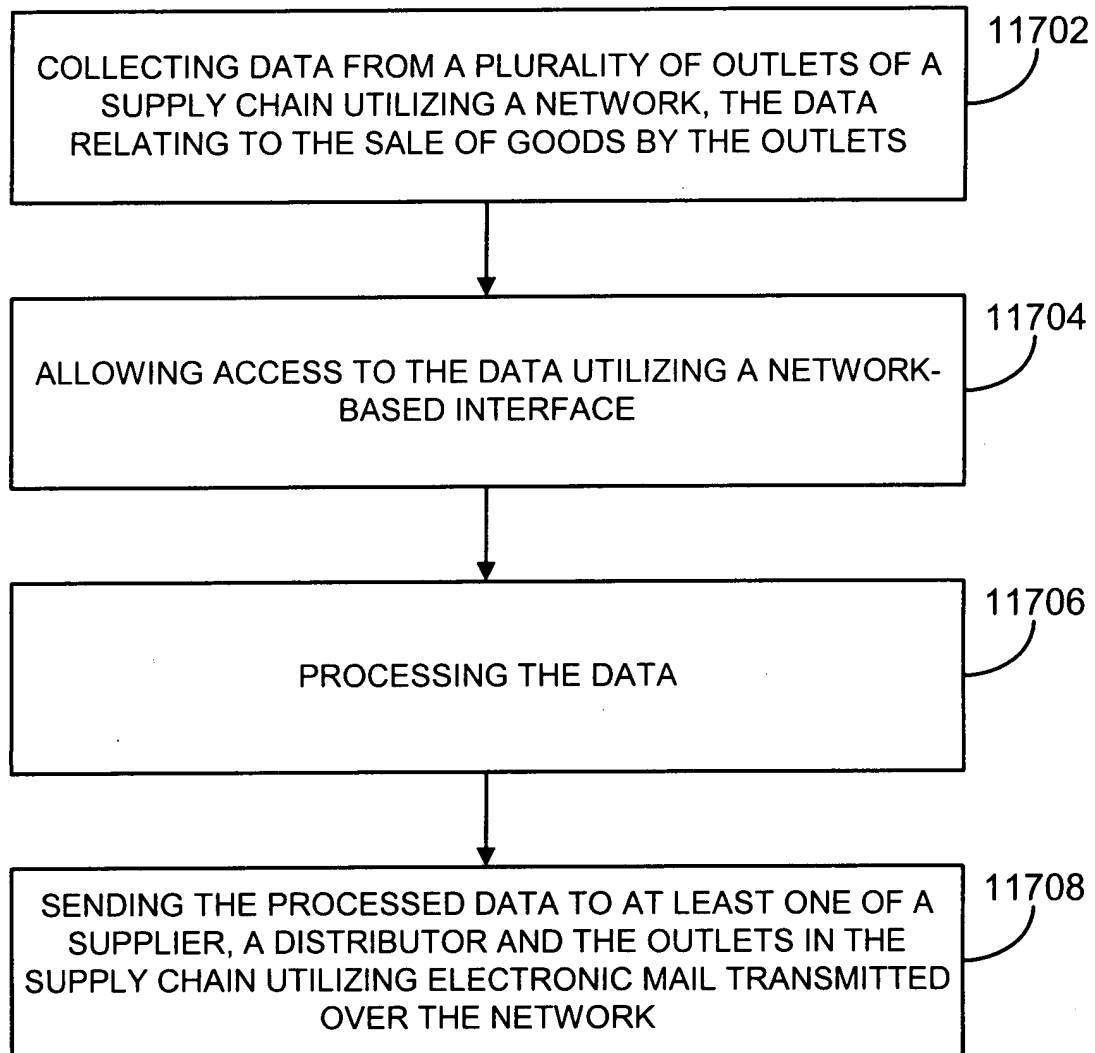 11702
COLLECTING DATA FROM A PLURALITY OF OUTLETS OF A
SUPPLY CHAIN UTILIZING A NETWORK, THE DATA
RELATING TO THE SALE OF GOODS BY THE OUTLETS
11704
ALLOWING ACCESS TO THE DATA UTILIZING A NETWORK-
BASED INTERFACE
11706
PROCESSING THE DATA
11708
SENDING THE PROCESSED DATA TO AT LEAST ONE OF A
SUPPLIER, A DISTRIBUTOR AND THE OUTLETS IN THE
SUPPLY CHAIN UTILIZING ELECTRONIC MAIL TRANSMITTED
OVER THE NETWORK